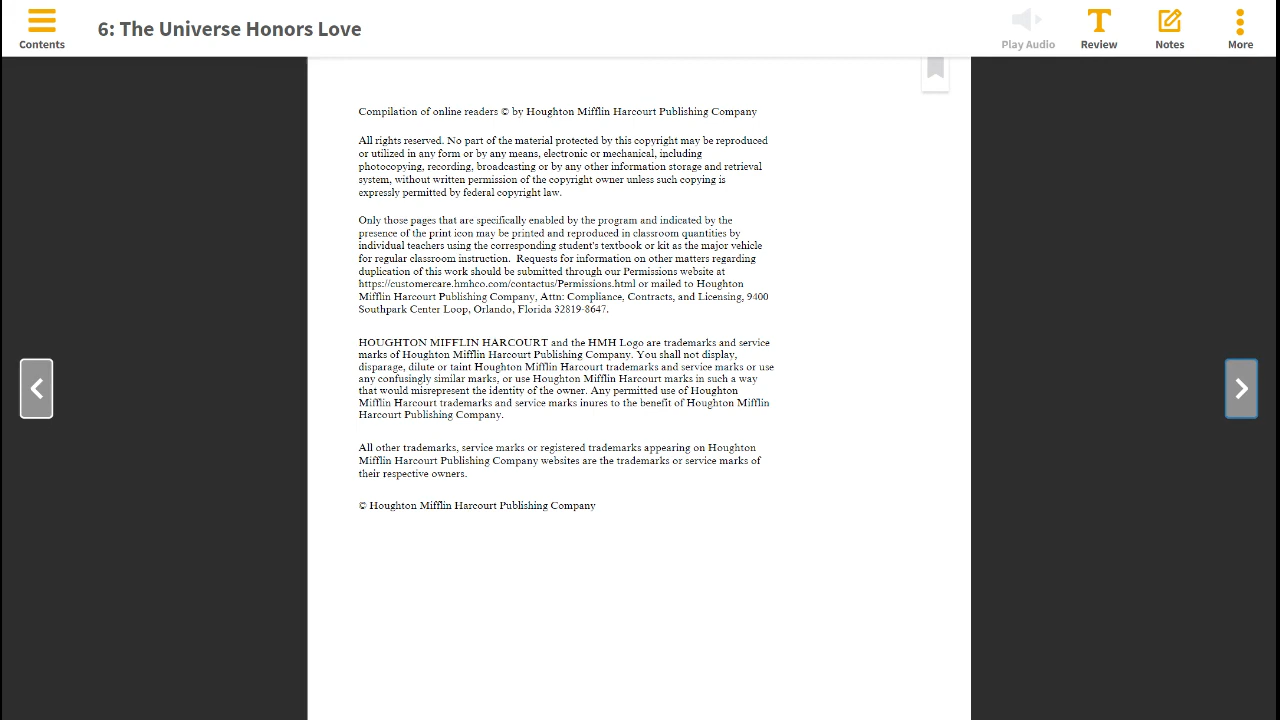 Contents
6: The Universe Honors Love
Play Audio
Review
Notes
More
Compilation of online readers © by Houghton Mifflin Harcourt Publishing Company
All rights reserved. No part of the material protected by this copyright may be reproduced
or utilized in any form or by any means, electronic or mechanical, including
photocopying, recording, broadcasting or by any other information storage and retrieval
system, without written permission of the copyright owner unless such copying is
expressly permitted by federal copyright law.
Only those pages that are specifically enabled by the program and indicated by the
presence of the print icon may be printed and reproduced in classroom quantities by
individual teachers using the corresponding student's textbook or kit as the major vehicle
for regular classroom instruction.  Requests for information on other matters regarding
duplication of this work should be submitted through our Permissions website at
https://customercare.hmhco.com/contactus/Permissions.html or mailed to Houghton
Mifflin Harcourt Publishing Company, Attn: Compliance, Contracts, and Licensing, 9400
Southpark Center Loop, Orlando, Florida 32819-8647.
HOUGHTON MIFFLIN HARCOURT and the HMH Logo are trademarks and service
marks of Houghton Mifflin Harcourt Publishing Company. You shall not display,
disparage, dilute or taint Houghton Mifflin Harcourt trademarks and service marks or use
any confusingly similar marks, or use Houghton Mifflin Harcourt marks in such a way
that would misrepresent the identity of the owner. Any permitted use of Houghton
Mifflin Harcourt trademarks and service marks inures to the benefit of Houghton Mifflin
Harcourt Publishing Company.
All other trademarks, service marks or registered trademarks appearing on Houghton
Mifflin Harcourt Publishing Company websites are the trademarks or service marks of
their respective owners.
© Houghton Mifflin Harcourt Publishing Company